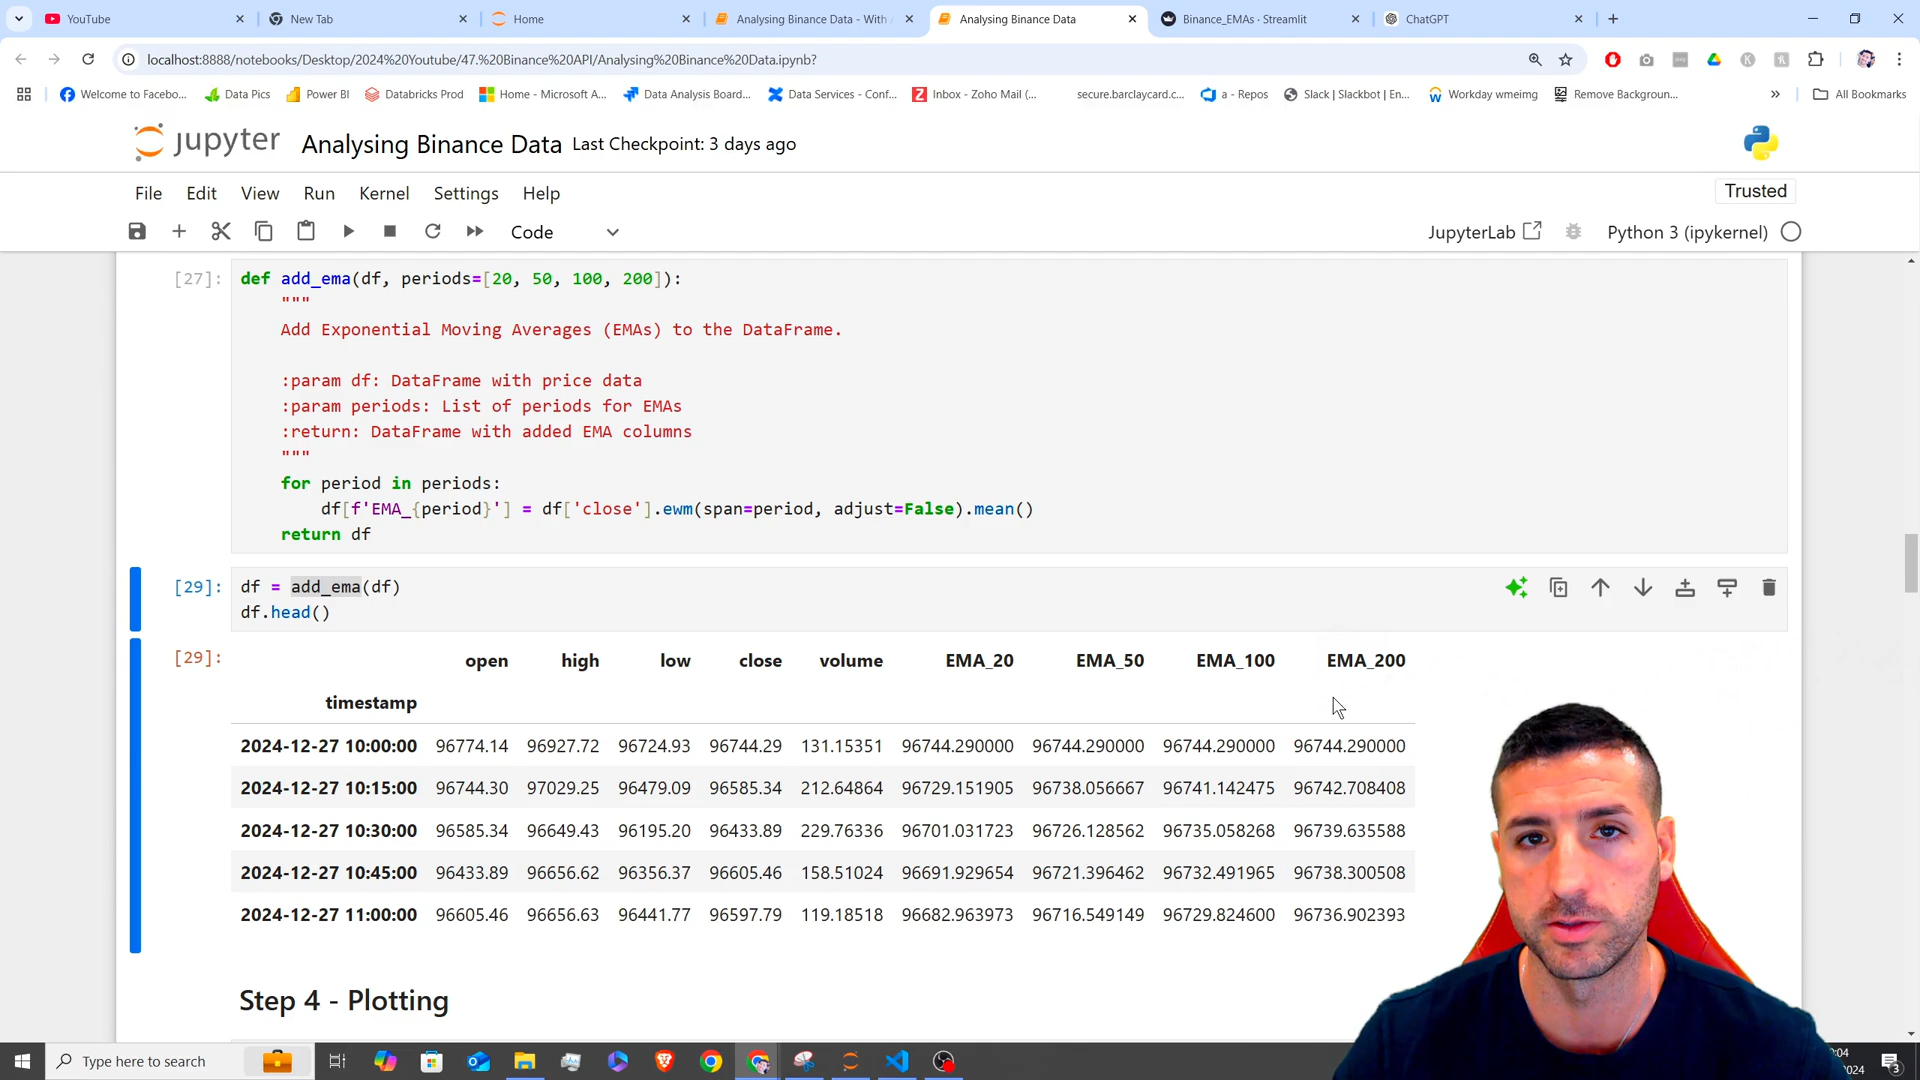 YouTube
New Tab
Home
Analysing Binance Data - With
Analysing Binance Data
Binance_EMAs · Streamlit
ChatGPT
localhost:8888/notebooks/Desktop/2024%20Youtube/47.%20Binance%20API/Analysing%20Binance%20Data.ipynb?
Welcome to Facebo...
Data Pics
Power BI
Databricks Prod
Home - Microsoft A...
Data Analysis Board...
Data Services - Conf...
Inbox - Zoho Mail (...
secure.barclaycard.c...
a - Repos
Slack | Slackbot | En...
Workday wmeimg
Remove Backgroun...
All Bookmarks
jupyter
Analysing Binance Data
Last Checkpoint: 3 days ago
File Edit View Run Kernel Settings Help
Trusted
Code
JupyterLab
Python 3 (ipykernel)
[27]:
def add_ema(df, periods=[20, 50, 100, 200]):
"""
Add Exponential Moving Averages (EMAs) to the DataFrame.
:param df: DataFrame with price data
:param periods: List of periods for EMAs
:return: DataFrame with added EMA columns
"""
for period in periods:
df[f'EMA_{period}'] = df['close'].ewm(span=period, adjust=False).mean()
return df
[29]:
df = add_ema(df)
df.head()
[29]:
open high low close volume EMA_20 EMA_50 EMA_100 EMA_200
timestamp
2024-12-27 10:00:00 96774.14 96927.72 96724.93 96744.29 131.15351 96744.290000 96744.290000 96744.290000 96744.290000
2024-12-27 10:15:00 96744.30 97029.25 96479.09 96585.34 212.64864 96729.151905 96738.056667 96741.142475 96742.708408
2024-12-27 10:30:00 96585.34 96649.43 96195.20 96433.89 229.76336 96701.031723 96726.128562 96735.058268 96739.635588
2024-12-27 10:45:00 96433.89 96656.62 96356.37 96605.46 158.51024 96691.929654 96721.396462 96732.491965 96738.300508
2024-12-27 11:00:00 96605.46 96656.63 96441.77 96597.79 119.18518 96682.963973 96716.549149 96729.824600 96736.902393
Step 4 - Plotting
Type here to search
:04
2024
3